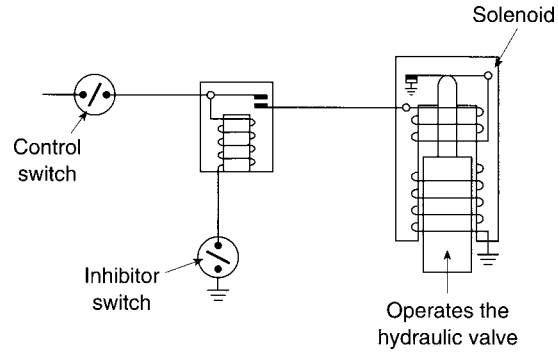 Solenoid
Control
switch
Inhibitor
switch
Operates the
hydraulic valve